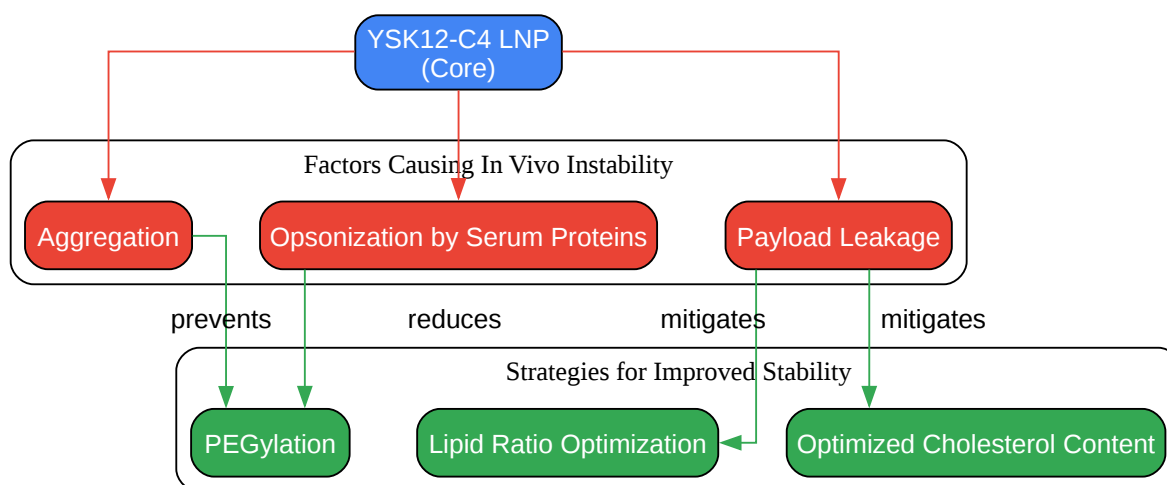 YSK12-C4 LNP
(Core)
Factors Causing In Vivo Instability
Aggregation
Opsonization by Serum Proteins
Payload Leakage
prevents
reduces
mitigates
mitigates
Strategies for Improved Stability
PEGylation
Lipid Ratio Optimization
Optimized Cholesterol Content